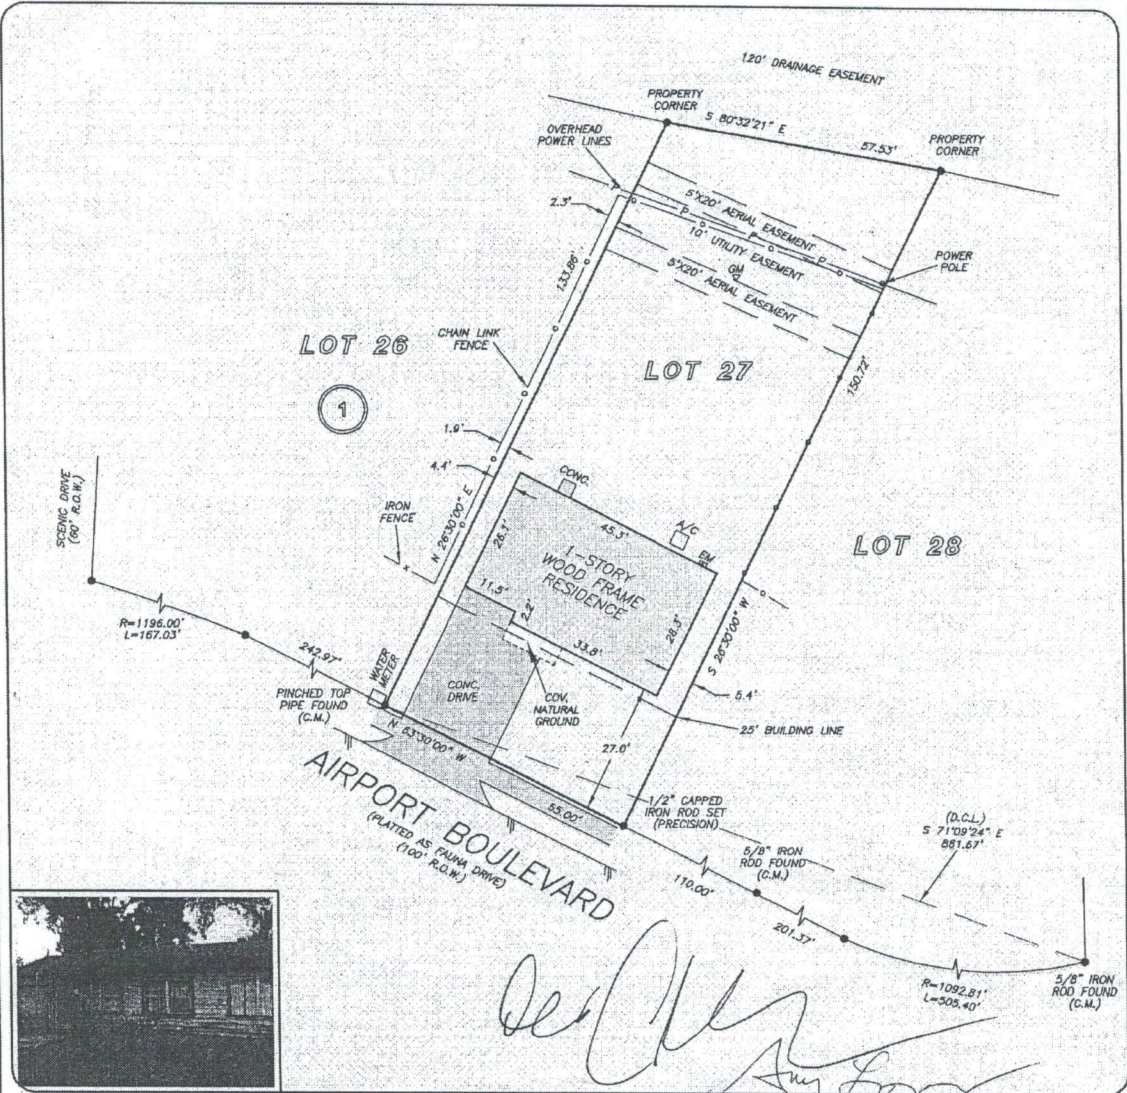 120' DRAINAGE EASEMENT
PROPERTY
CORNER
S 80°32'21" E
57.53'
PROPERTY
CORNER
OVERHEAD
POWER LINES
P
2.3'
5'X20' AERIAL EASEMENT
P
P
P
10' UTILITY EASEMENT
GM
5'X20' AERIAL EASEMENT
POWER
POLE
133.86'
LOT 26
1
CHAIN LINK
FENCE
LOT 27
150.72'
1.9'
4.4'
N 26°30'00" E
IRON
FENCE
x
CONC.
45.3'
A/C
EM
26.1'
1-STORY
WOOD FRAME
RESIDENCE
LOT 28
SCENIC DRIVE
(60' R.O.W.)
11.5'
2.2'
33.8'
28.3'
S 26°30'00" W
R=1196.00'
L=167.03'
242.97'
WATER
METER
PINCHED TOP
PIPE FOUND
(C.M.)
CONC.
DRIVE
COV.
NATURAL
GROUND
5.4'
25' BUILDING LINE
27.0'
N 63°30'00" W
55.00'
1/2" CAPPED
IRON ROD SET
(PRECISION)
AIRPORT BOULEVARD
(PLATTED AS FAUNA DRIVE)
(100' R.O.W.)
5/8" IRON
ROD FOUND
(C.M.)
110.00'
(D.C.L.)
S 71°09'24" E
881.67'
201.37'
R=1092.81'
L=505.40'
5/8" IRON
ROD FOUND
(C.M.)